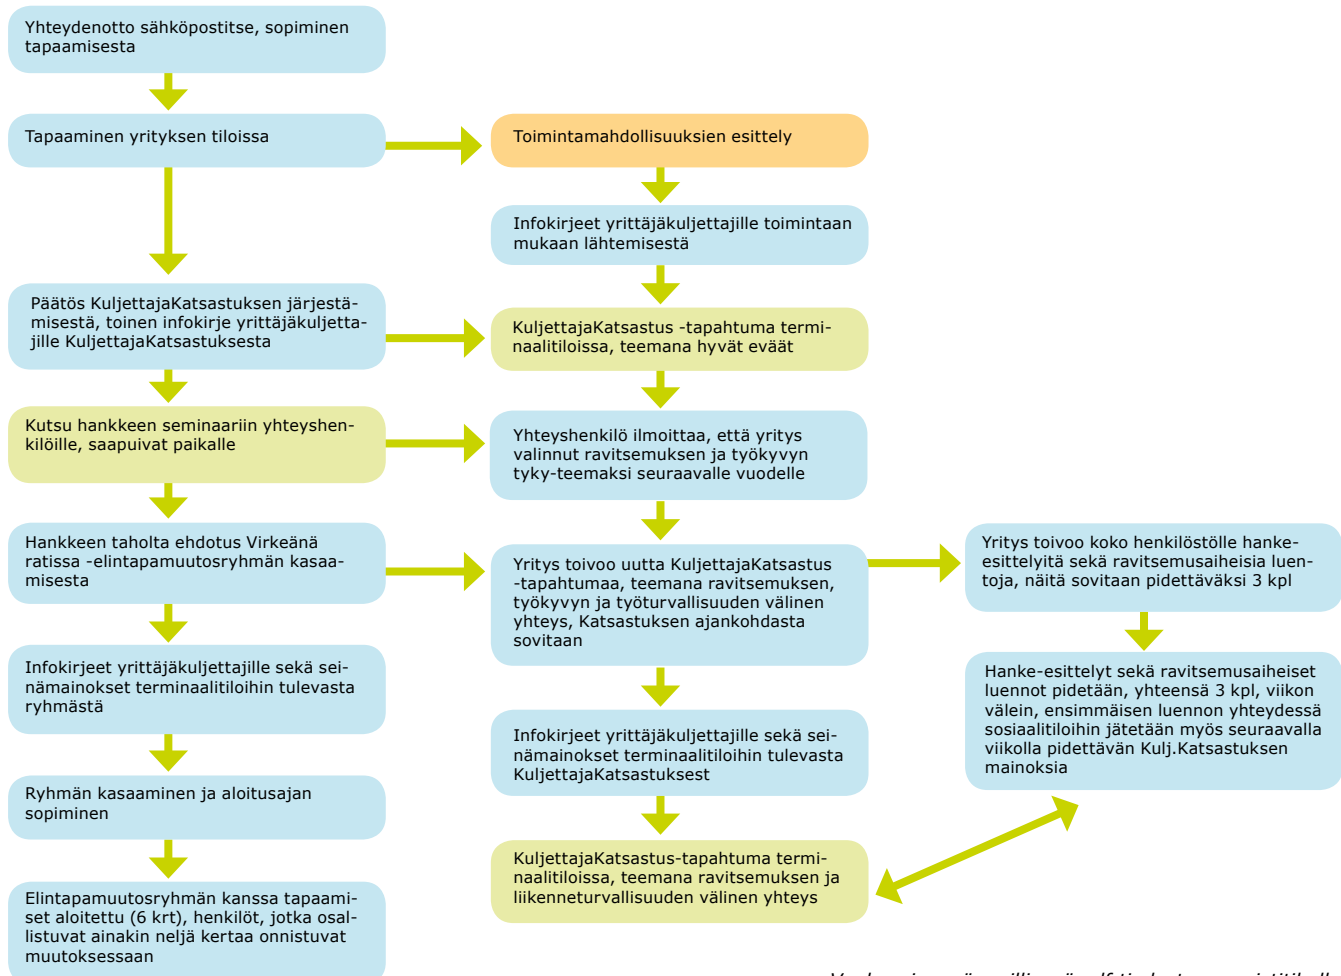 Yhteydenotto sähköpostitse, sopiminen
tapaamisesta
Tapaaminen yrityksen tiloissa
Toimintamahdollisuuksien esittely
Infokirjeet yrittäjäkuljettajille toimintaan
mukaan lähtemisestä
Päätös KuljettajaKatsastuksen järjestä-
misestä, toinen infokirje yrittäjäkuljetta-
jille KuljettajaKatsastuksesta
KuljettajaKatsastus -tapahtuma termi-
naalitiloissa, teemana hyvät eväät
Kutsu hankkeen seminaariin yhteyshen-
kilöille, saapuivat paikalle
Yhteyshenkilö ilmoittaa, että yritys
valinnut ravitsemuksen ja työkyvyn
tyky-teemaksi seuraavalle vuodelle
Hankkeen taholta ehdotus Virkeänä
ratissa -elintapamuutosryhmän kasaa-
misesta
Yritys toivoo uutta KuljettajaKatsastus
-tapahtumaa, teemana ravitsemuksen,
työkyvyn ja työturvallisuuden välinen
yhteys, Katsastuksen ajankohdasta
sovitaan
Yritys toivoo koko henkilöstölle hanke-
esittelyitä sekä ravitsemusaiheisia luen-
toja, näitä sovitaan pidettäväksi 3 kpl
Infokirjeet yrittäjäkuljettajille sekä sei-
nämainokset terminaalitiloihin tulevasta
ryhmästä
Hanke-esittelyt sekä ravitsemusaiheiset
luennot pidetään, yhteensä 3 kpl, viikon
välein, ensimmäisen luennon yhteydessä
sosiaalitiloihin jätetään myös seuraavalla
viikolla pidettävän Kulj.Katsastuksen
mainoksia
Infokirjeet yrittäjäkuljettajille sekä sei-
nämainokset terminaalitiloihin tulevasta
KuljettajaKatsastuksest
Ryhmän kasaaminen ja aloitusajan
sopiminen
KuljettajaKatsastus-tapahtuma termi-
naalitiloissa, teemana ravitsemuksen ja
liikenneturvallisuuden välinen yhteys
Elintapamuutosryhmän kanssa tapaami-
set aloitettu (6 krt), henkilöt, jotka osal-
listuvat ainakin neljä kertaa onnistuvat
muutoksessaan